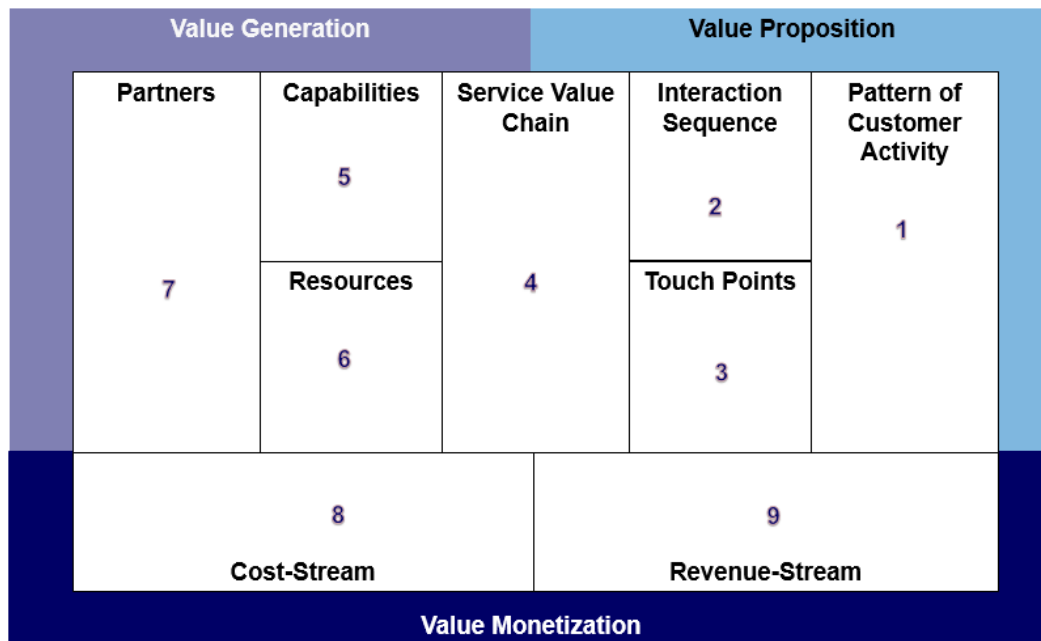 Value Generation
Value Proposition
Partners
7
Capabilities
5
Resources
6
Service Value
Chain
4
Interaction
Sequence
2
Touch Points
3
Pattern of
Customer
Activity
1
8
Cost-Stream
9
Revenue-Stream
Value Monetization